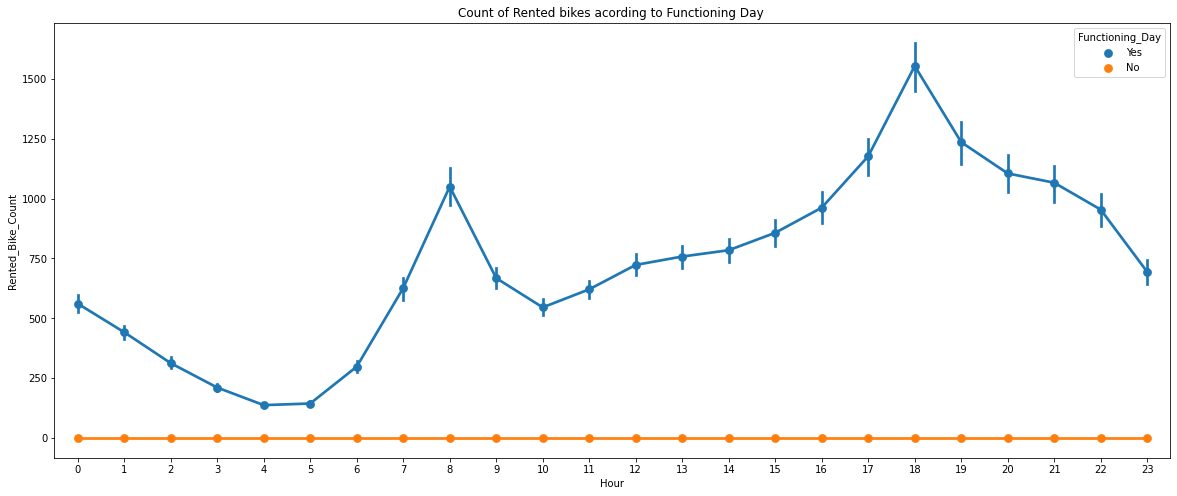 Count of Rented bikes acording to Functioning Day
Functioning_Day
Yes
No
Rented_Bike_Count
1500
1250
1000
750
500
250
0
0 1 2 3 4 5 6 7 8 9 10 11 12 13 14 15 16 17 18 19 20 21 22 23
Hour